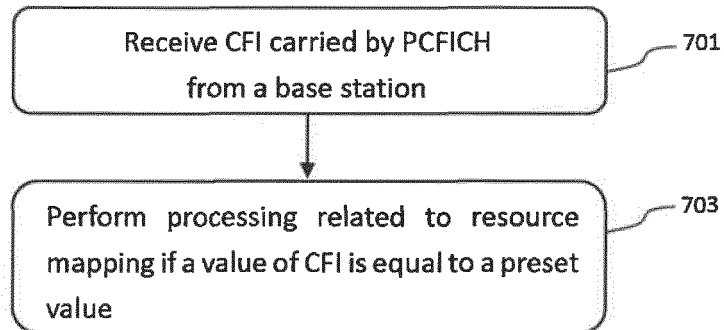 Receive CFI carried by PCFICH
from a base station
701
Perform processing related to resource
mapping if a value of CFI is equal to a preset
value
703